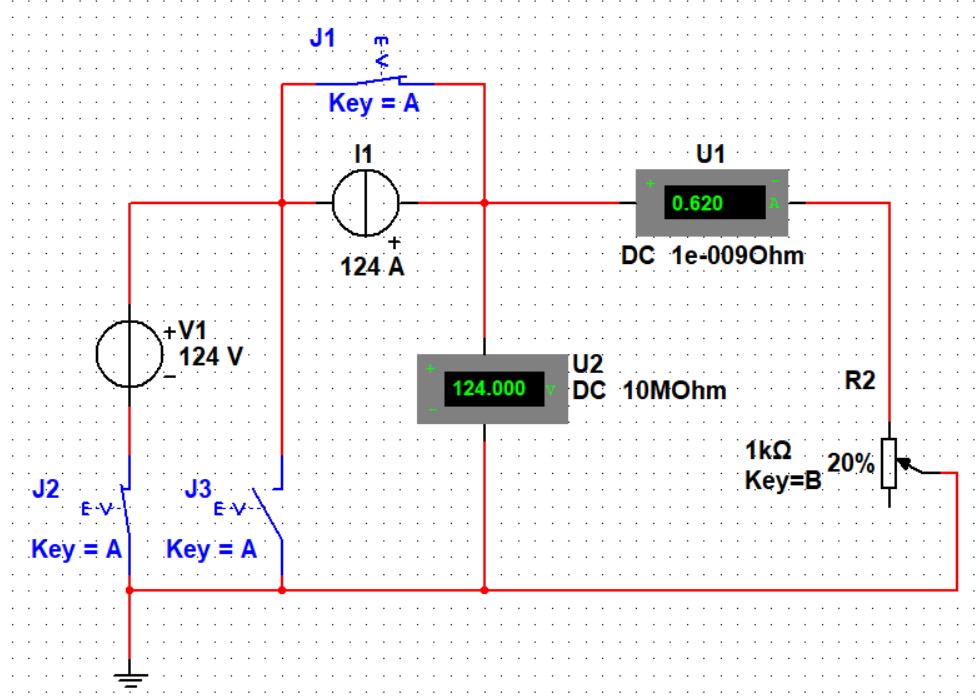 J1
E V
Key = A
I1
+
124 A
U1
+ -
0.620 A
DC 1e-009Ohm
+ V1
124 V
-
U2
+
124.000 V
-
DC 10MOhm
R2
1kΩ
20%
Key=B
J2
E V
Key = A
J3
E V
Key = A